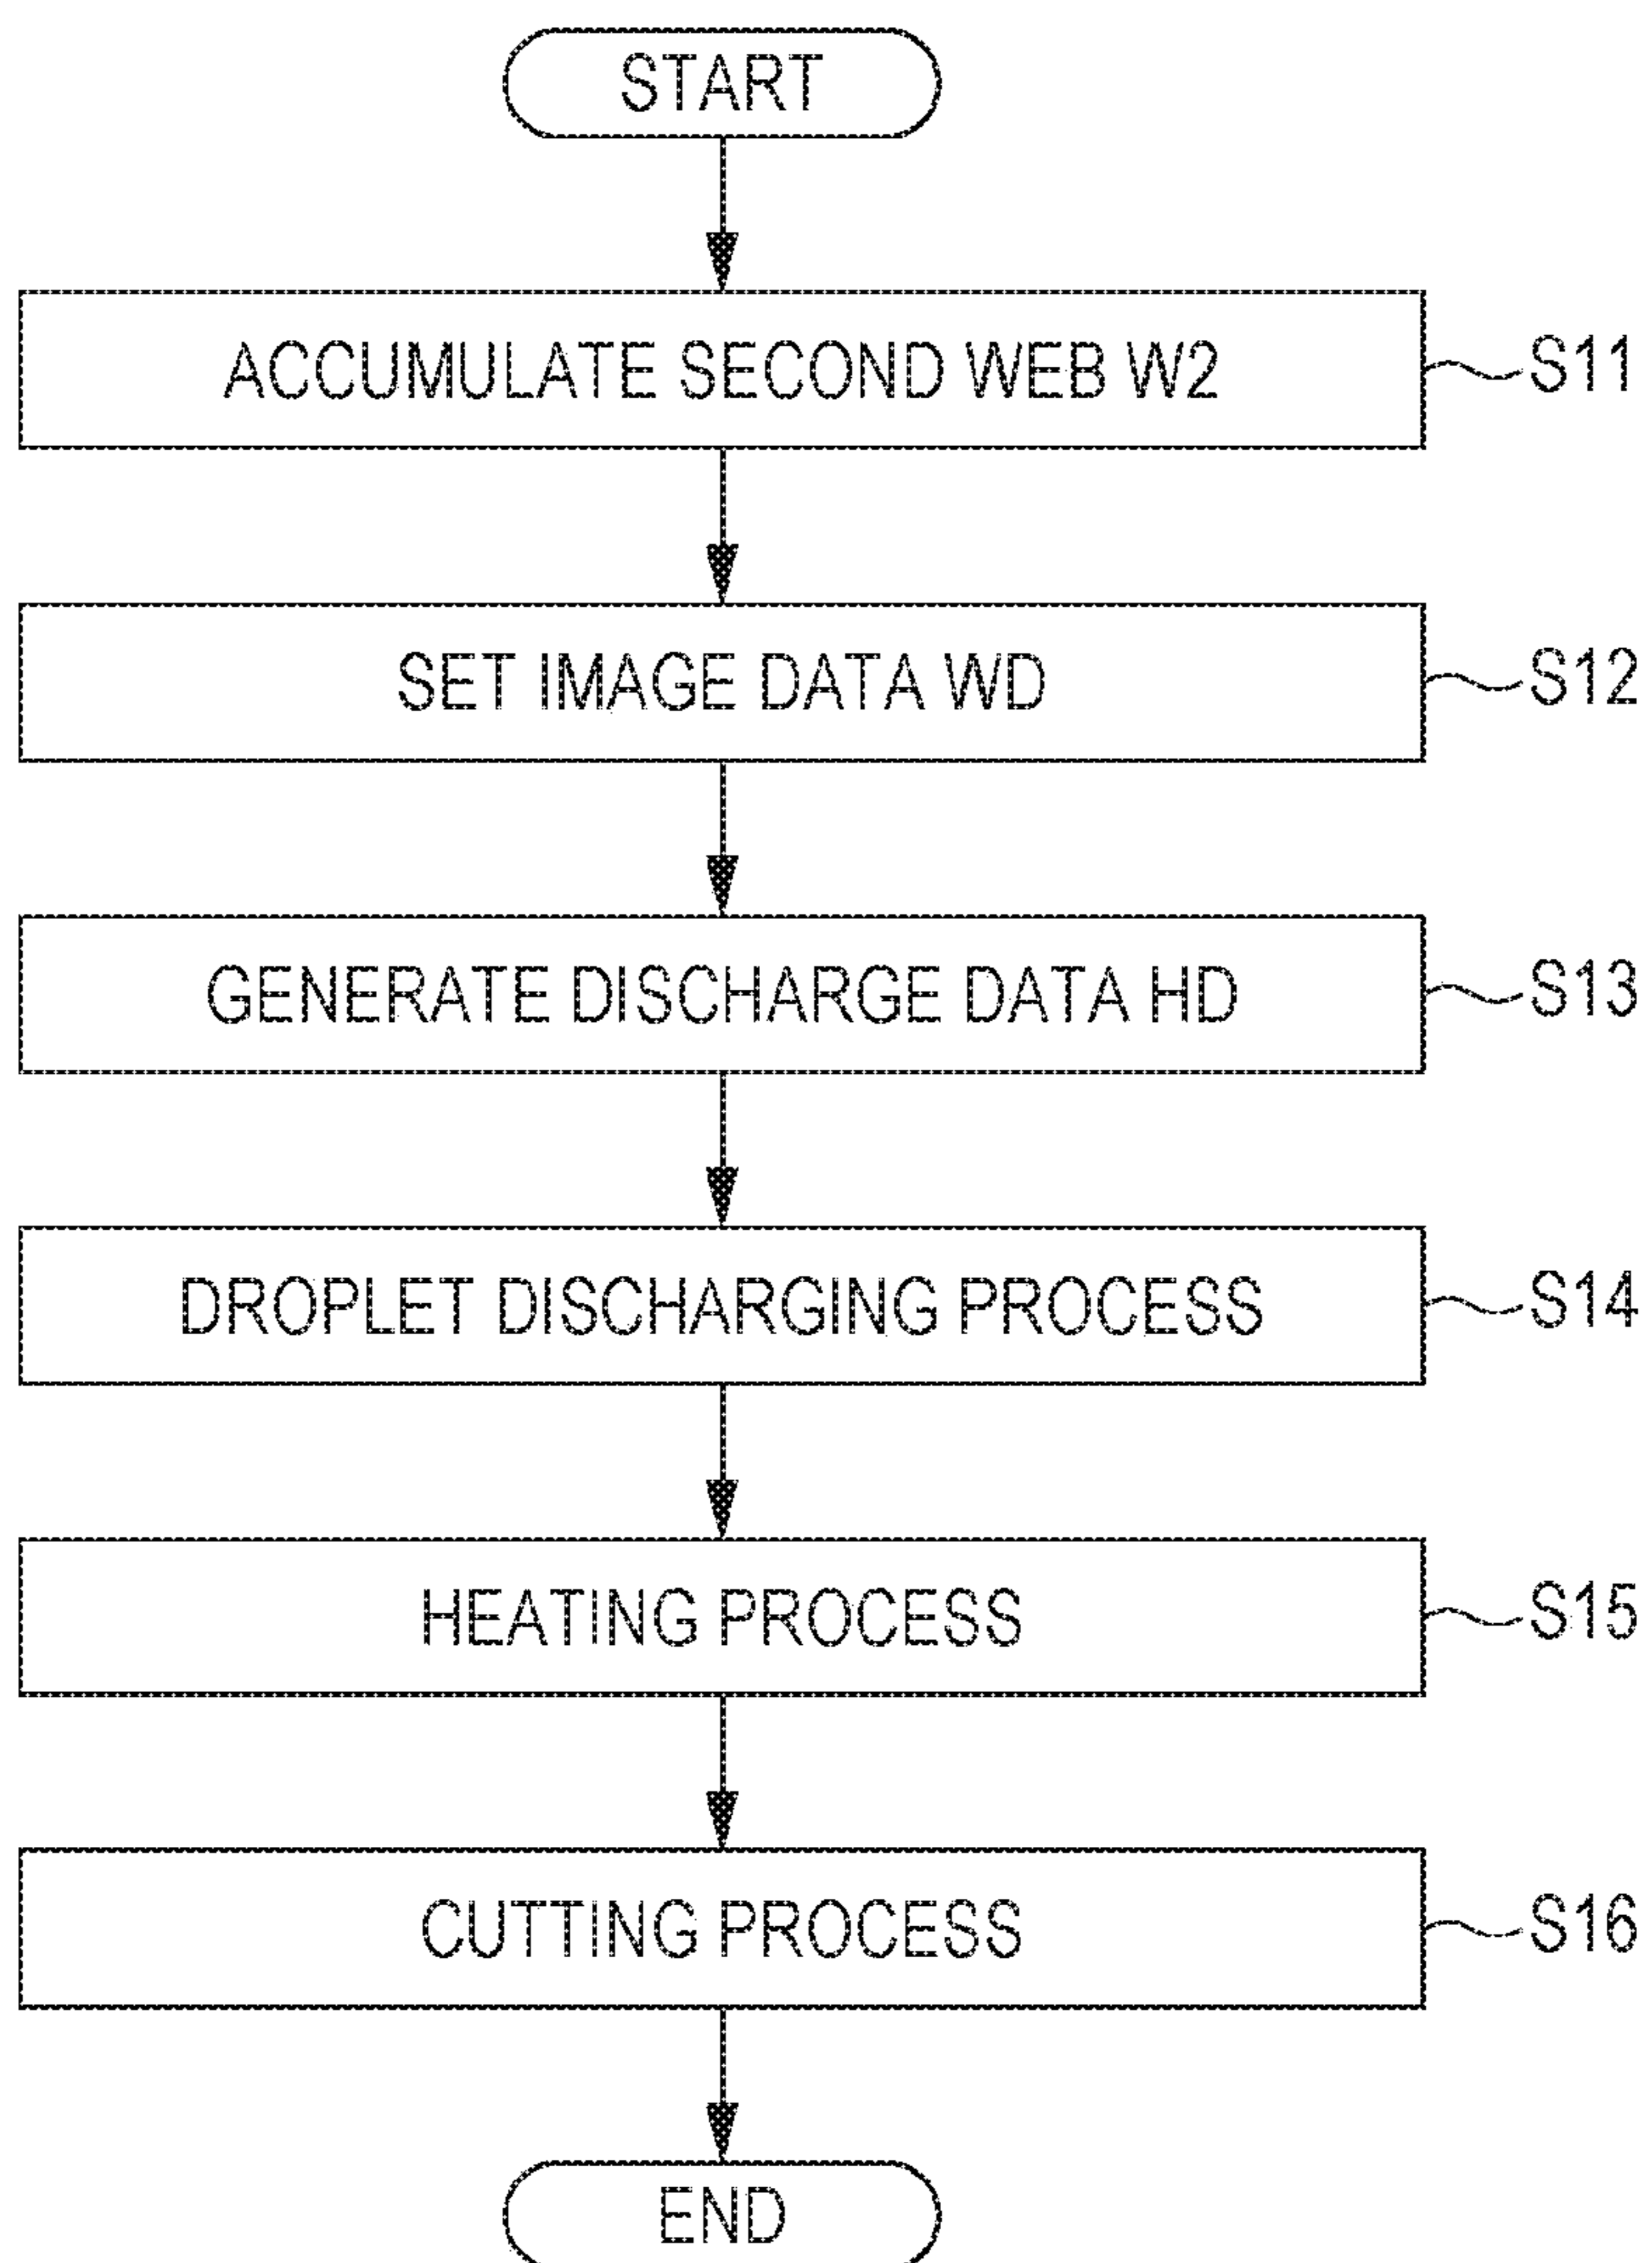 START
ACCUMULATE SECOND WEB W2
S11
SET IMAGE DATA WD
S12
GENERATE DISCHARGE DATA HD
S13
DROPLET DISCHARGING PROCESS
S14
HEATING PROCESS
S15
CUTTING PROCESS
S16
END